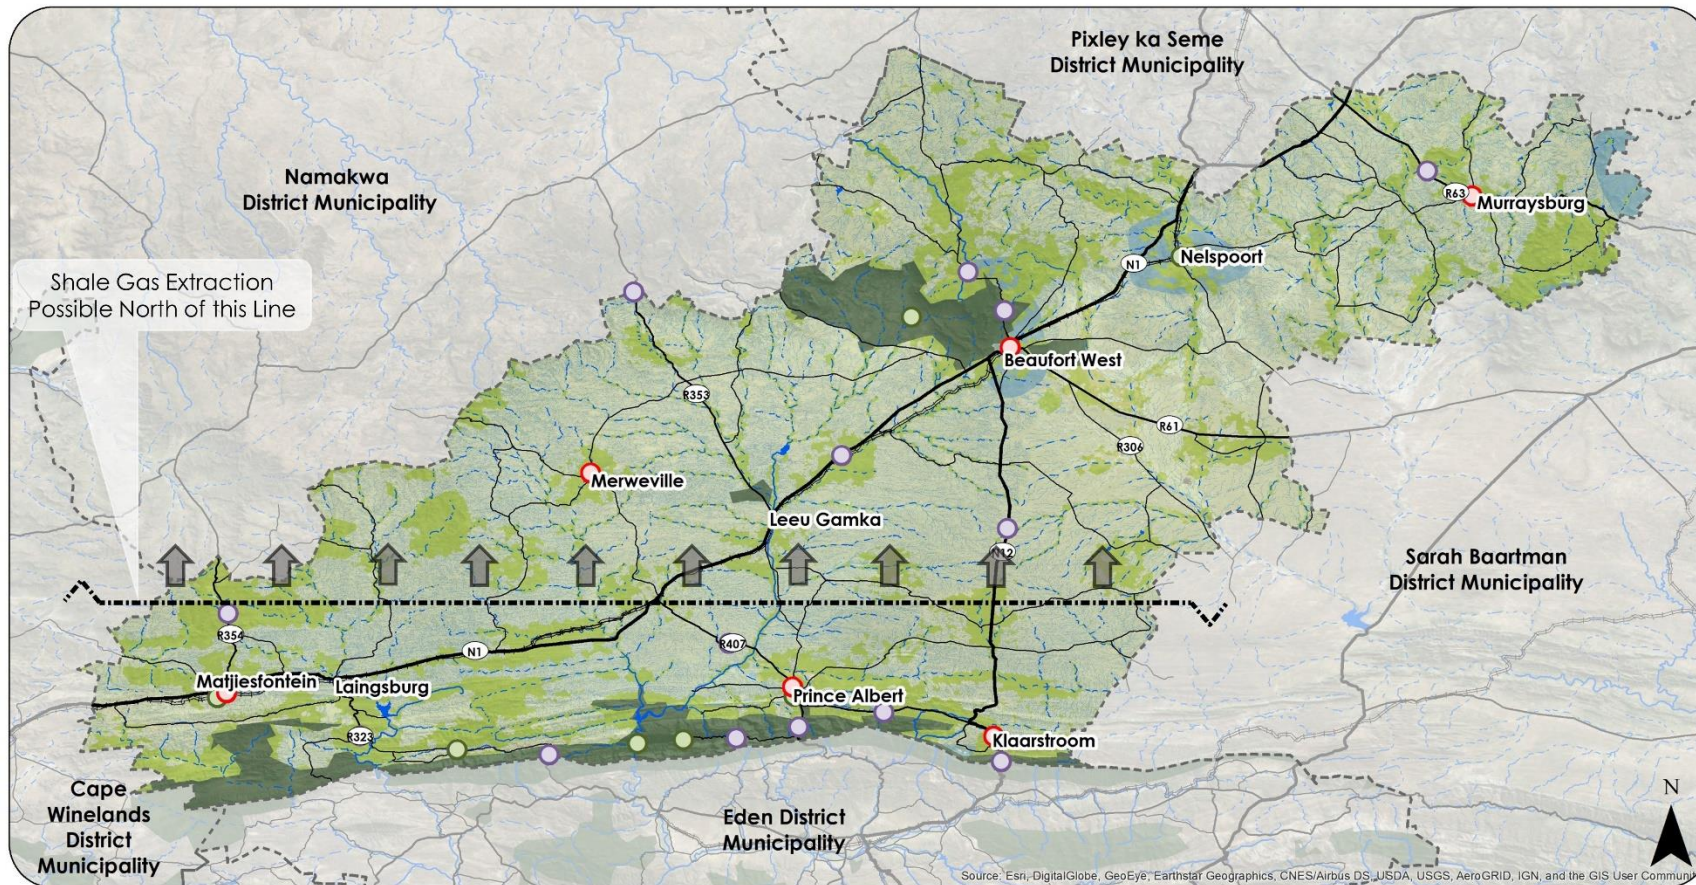 Pixley ka Seme
District Municipality
Namakwa
District Municipality
R63
Murraysburg
Shale Gas Extraction
Possible North of this Line
N1
Nelspoort
Beaufort West
R353
R61
R306
Merweville
Leeu Gamka
N12
Sarah Baartman
District Municipality
R354
N1
R407
Matjiesfontein
Laingsburg
Prince Albert
R323
Klaarstroom
Cape
Winelands
District
Municipality
Eden District
Municipality
N
Source: Esri, DigitalGlobe, GeoEye, Earthstar Geographics, CNES/Airbus DS, USDA, USGS, AeroGRID, IGN, and the GIS User Communi